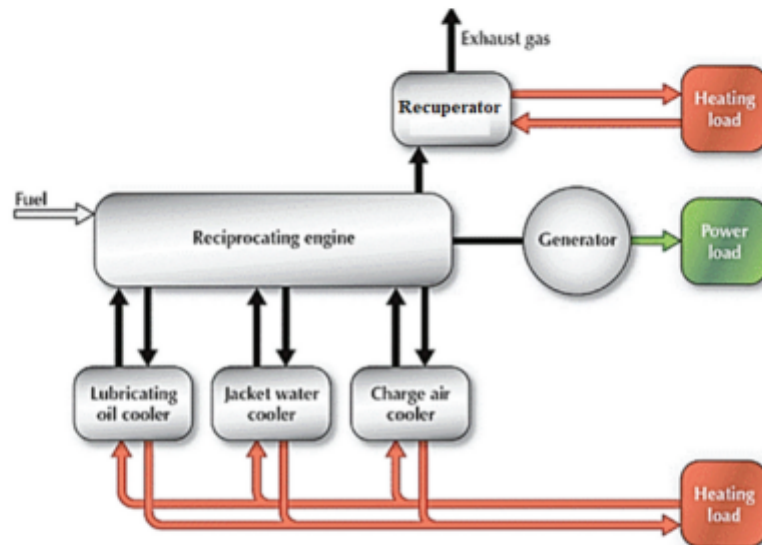 Exhaust gas
Recuperator
Heating
load
Fuel
Reciprocating engine
Generator
Power
load
Lubricating
oil cooler
Jacket water
cooler
Charge air
cooler
Heating
load